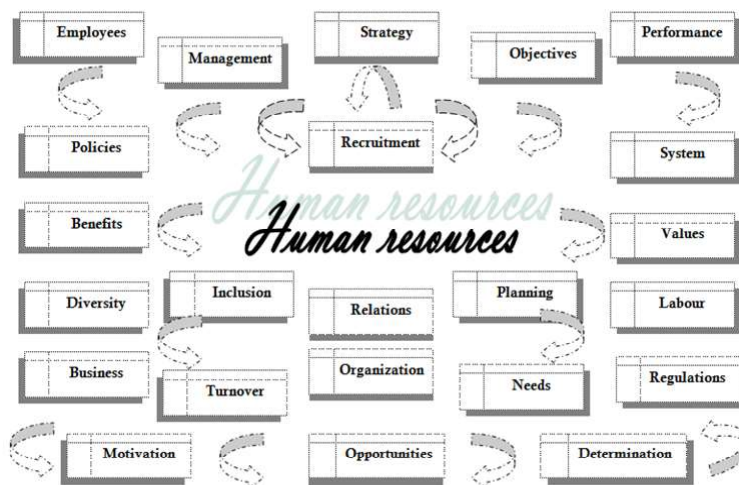 Employees
Management
Strategy
Objectives
Performance
Policies
Recruitment
System
Human resources
Human resources
Benefits
Values
Diversity
Inclusion
Relations
Planning
Labour
Business
Turnover
Organization
Needs
Regulations
Motivation
Opportunities
Determination